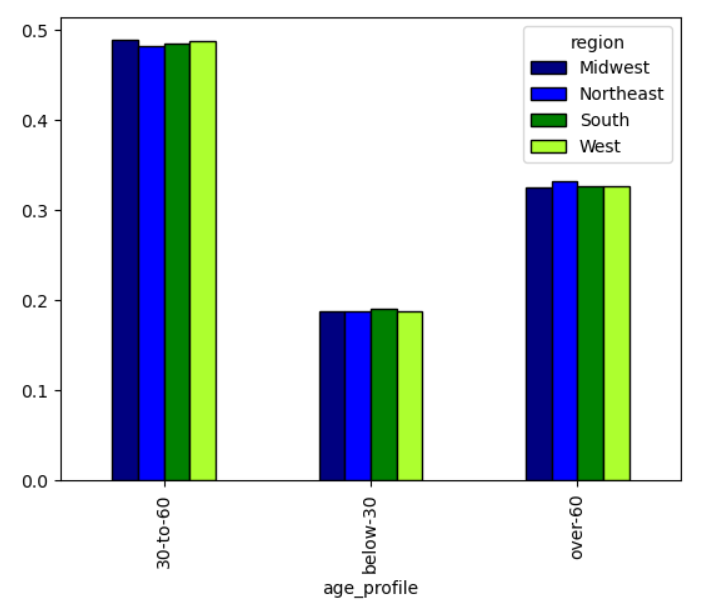 0.5
0.4
0.3
0.2
0.1
0.0
region
Midwest
Northeast
South
West
30-to-60
below-30
over-60
age_profile